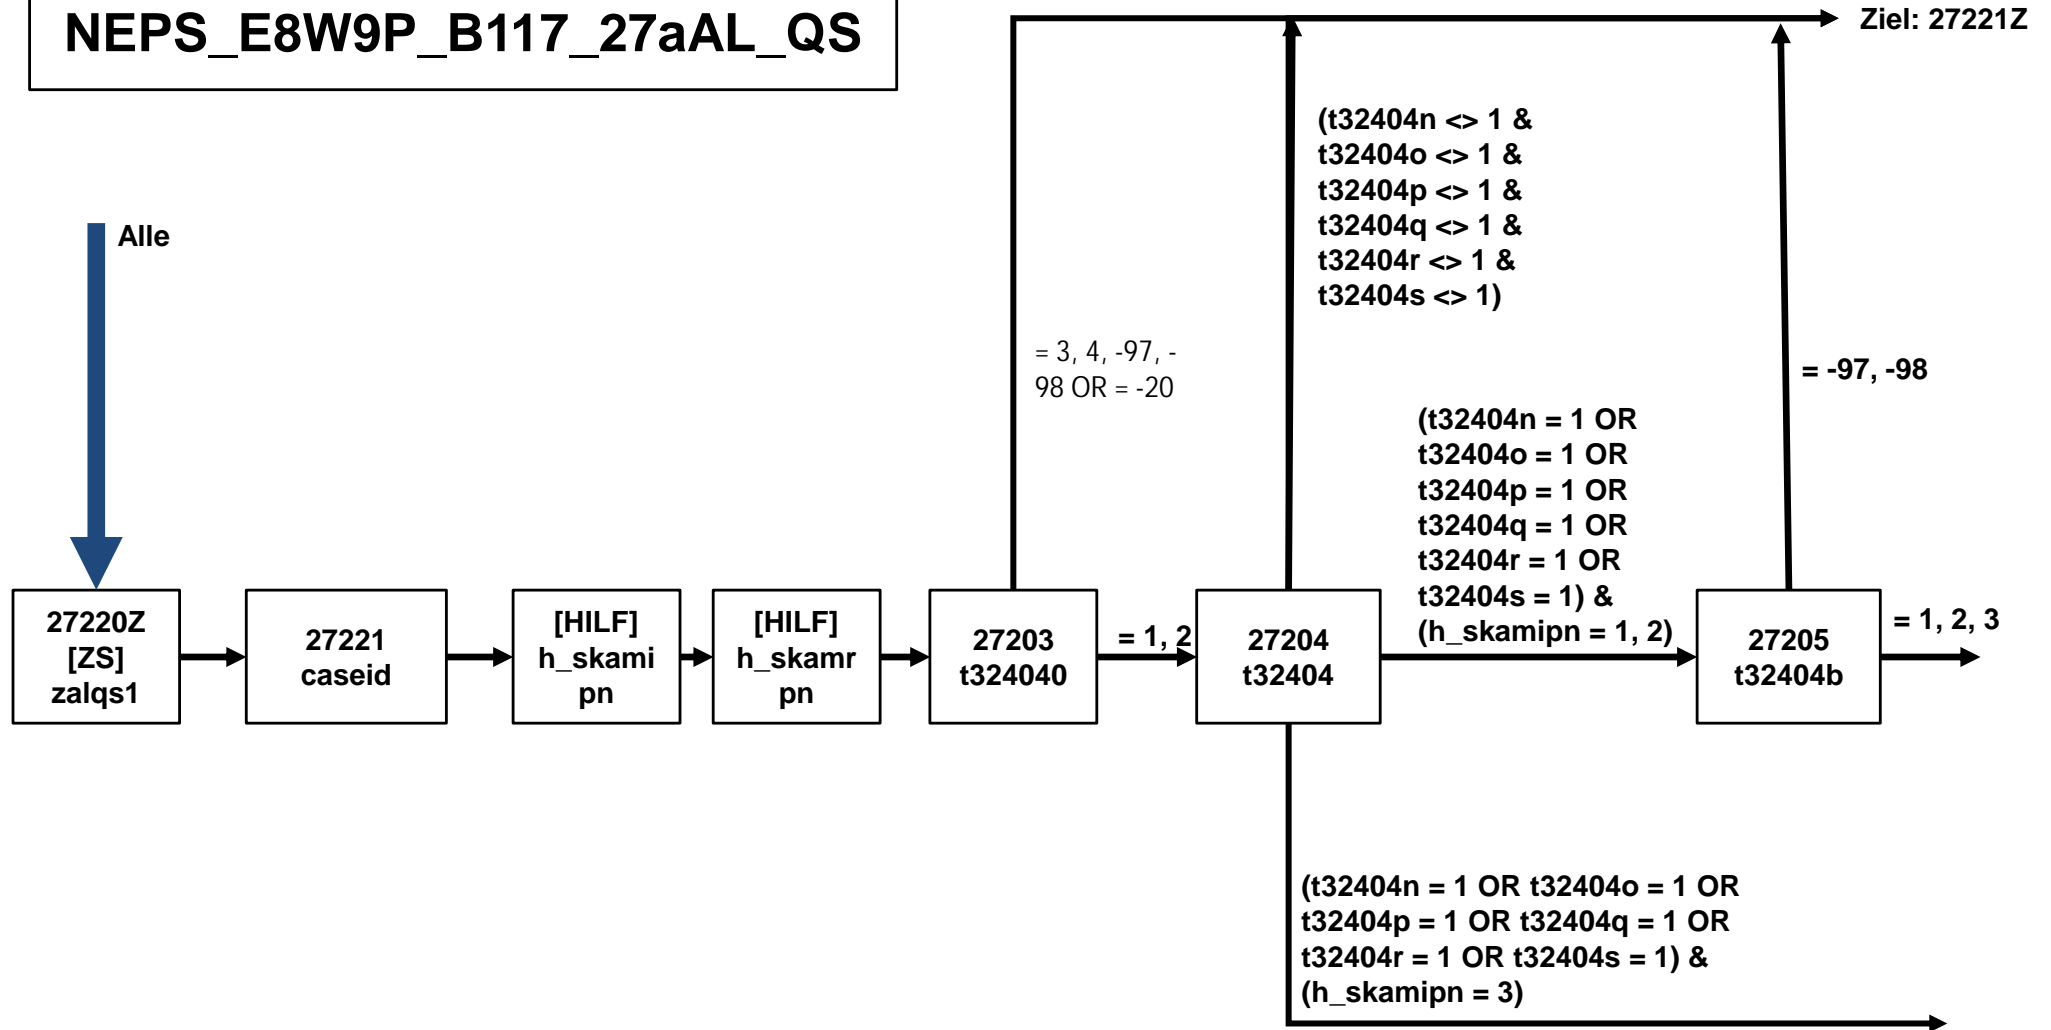 NEPS_E8W9P_B117_27aAL_QS
Ziel: 27221Z
(t32404n <> 1 &
t32404o <> 1 &
t32404p <> 1 &
t32404q <> 1 &
t32404r <> 1 &
t32404s <> 1)
Alle
= 3, 4, -97, -
98 OR = -20
= -97, -98
(t32404n = 1 OR
t32404o = 1 OR
t32404p = 1 OR
t32404q = 1 OR
t32404r = 1 OR
t32404s = 1) &
(h_skamipn = 1, 2)
27220Z
[ZS]
zalqs1
27221
caseid
[HILF]
h_skami
pn
[HILF]
h_skamr
pn
27203
t324040
= 1, 2
27204
t32404
27205
t32404b
= 1, 2, 3
(t32404n = 1 OR t32404o = 1 OR
t32404p = 1 OR t32404q = 1 OR
t32404r = 1 OR t32404s = 1) &
(h_skamipn = 3)